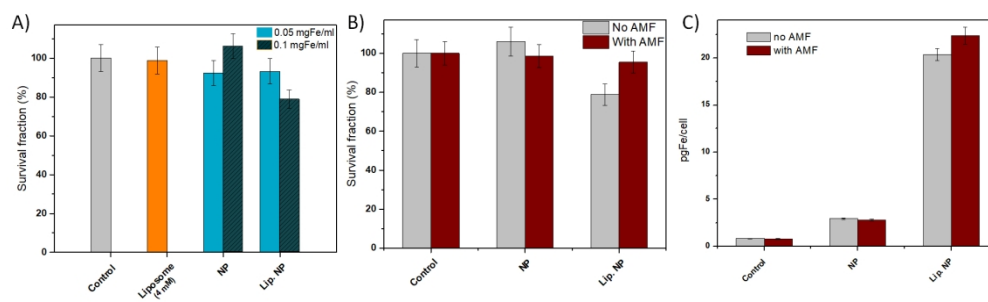 A)
Survival fraction (%)
100
80
60
40
20
0
0.05 mgFe/ml
0.1 mgFe/ml
Control
Liposome
(4 mM)
NP
Lip. NP
B)
Survival fraction (%)
120
100
80
60
40
20
0
No AMF
With AMF
Control
NP
Lip. NP
C)
pgFe/cell
20
15
10
5
0
no AMF
with AMF
Control
NP
Lip. NP